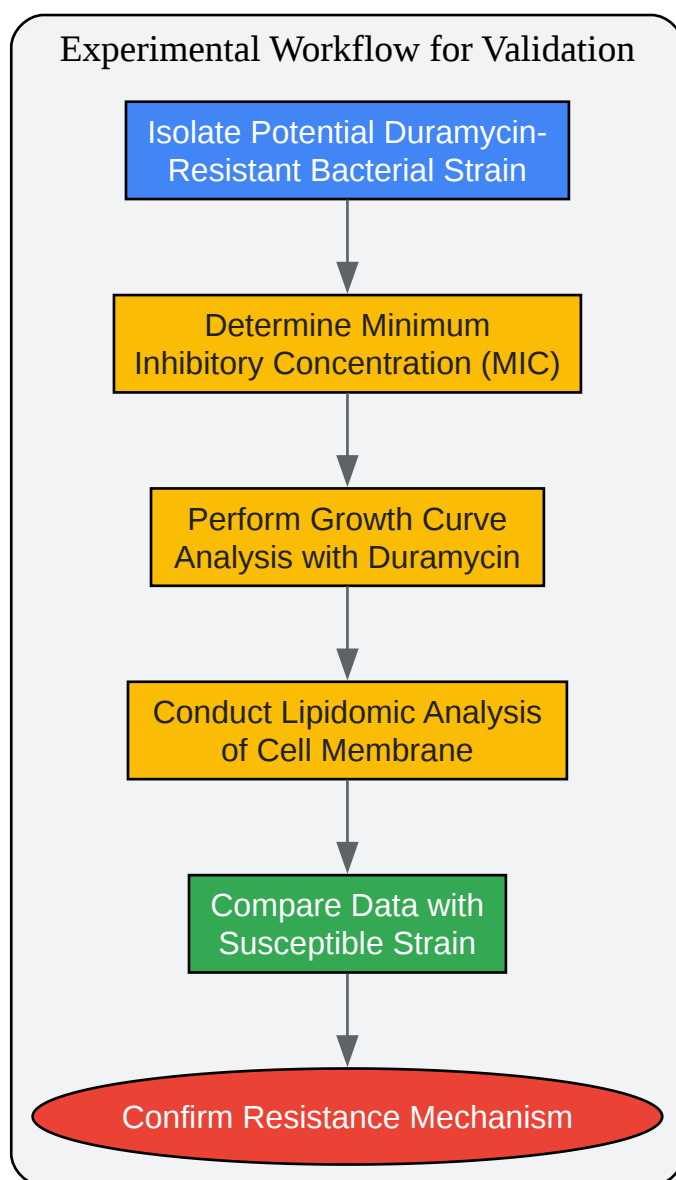 Experimental Workflow for Validation
Isolate Potential Duramycin-
Resistant Bacterial Strain
Determine Minimum
Inhibitory Concentration (MIC)
Perform Growth Curve
Analysis with Duramycin
Conduct Lipidomic Analysis
of Cell Membrane
Compare Data with
Susceptible Strain
Confirm Resistance Mechanism